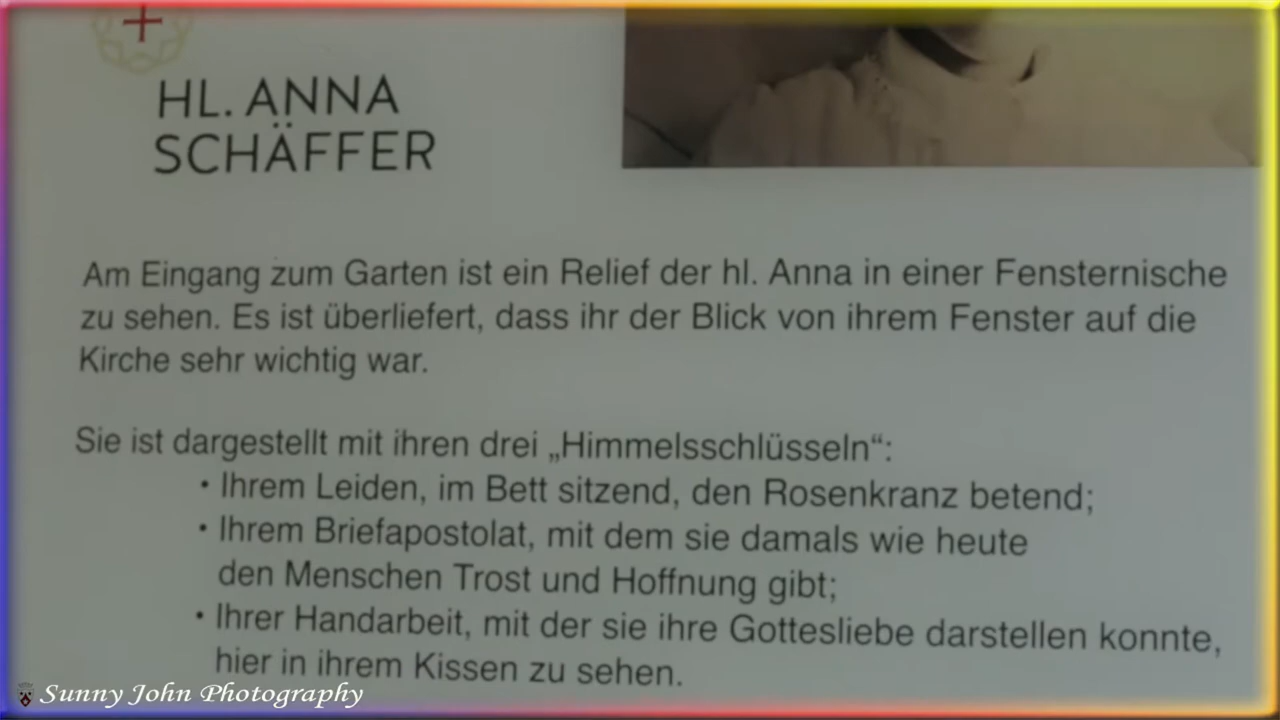 HL. ANNA
SCHÄFFER
Am Eingang zum Garten ist ein Relief der hl. Anna in einer Fensternische
zu sehen. Es ist überliefert, dass ihr der Blick von ihrem Fenster auf die
Kirche sehr wichtig war.
Sie ist dargestellt mit ihren drei „Himmelsschlüsseln“:
• Ihrem Leiden, im Bett sitzend, den Rosenkranz betend;
• Ihrem Briefapostolat, mit dem sie damals wie heute
den Menschen Trost und Hoffnung gibt;
• Ihrer Handarbeit, mit der sie ihre Gottesliebe darstellen konnte,
hier in ihrem Kissen zu sehen.
Sunny John Photography